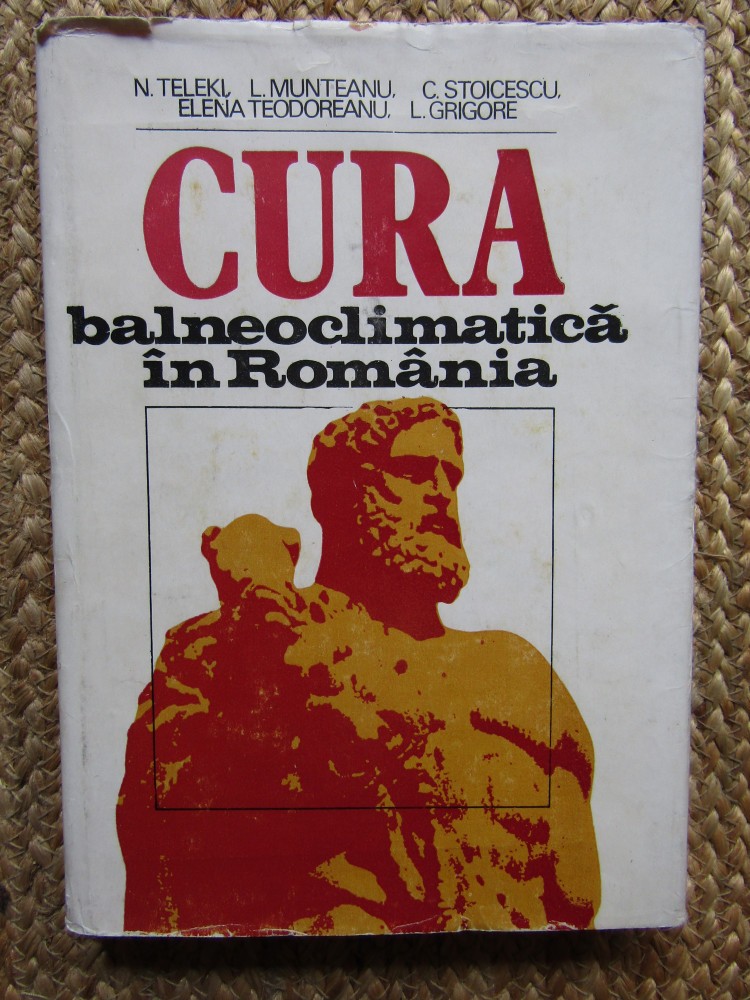 N. TELEKI, L. MUNTEANU, C. STOICESCU,
ELENA TEODOREANU, L. GRIGORE
CURA
balneoclimatică
în România